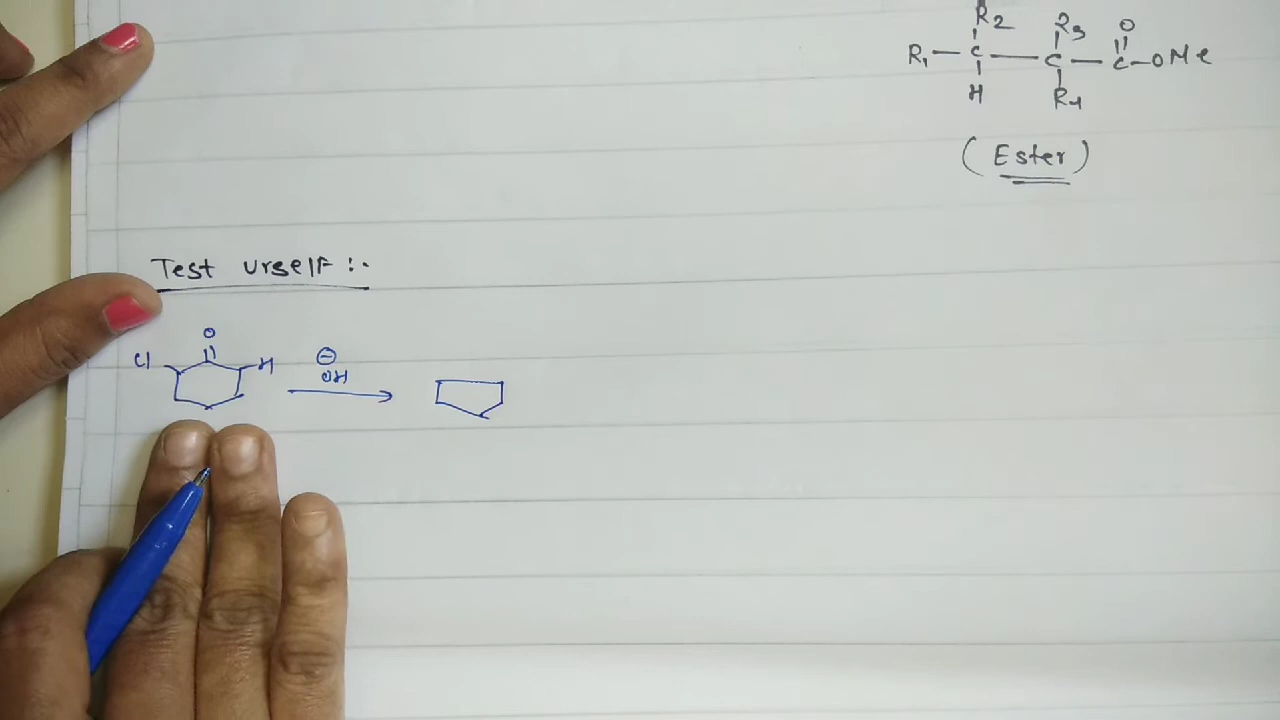 R2 R3 O
R1 — C — C — C — OMe
H R4
(Ester)
Test urself :-
O
Cl H ⊖
OH